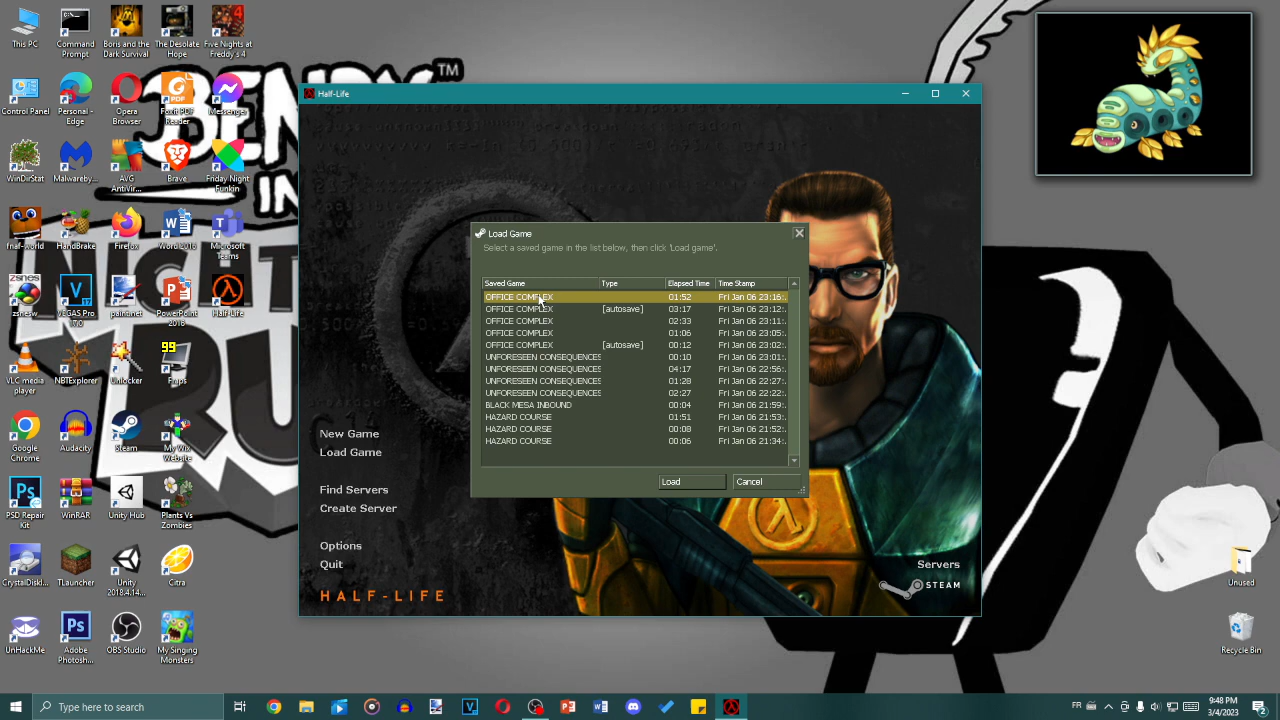 This PC
Command Prompt
Boris and the Dark Survival
The Desolate Hope
Five Nights at Freddy's 4
Control Panel
Personal - Edge
Opera Browser
Foxit PDF Reader
Messenger
WinDirStat
Malwareby...
AVG AntiVir...
Brave
Friday Night Funkin
fnaf-world
HandBrake
Firefox
Word 2016
Microsoft Teams
zsnesw
VEGAS Pro 17.0
paintnet
PowerPoint 2016
Half-Life
VLC media player
NBTExplorer
Unlocker
99
Fraps
Google Chrome
Audacity
Steam
My Wix Website
PSD Repair Kit
WinRAR
Unity Hub
Plants Vs Zombies
CrystalDiskI...
TLauncher
Unity 2018.4.14...
Citra
UnHackMe
Adobe Photosh...
OBS Studio
My Singing Monsters
TM
Half-Life
Load Game
Select a saved game in the list below, then click 'Load game'.
Saved Game Type Elapsed Time Time Stamp
OFFICE COMPLEX 01:52 Fri Jan 06 23:16:.
OFFICE COMPLEX [autosave] 03:17 Fri Jan 06 23:12:.
OFFICE COMPLEX 02:33 Fri Jan 06 23:11:.
OFFICE COMPLEX 01:06 Fri Jan 06 23:05:.
OFFICE COMPLEX [autosave] 00:12 Fri Jan 06 23:02:.
UNFORESEEN CONSEQUENCES 00:10 Fri Jan 06 23:01:.
UNFORESEEN CONSEQUENCES 04:17 Fri Jan 06 22:56:.
UNFORESEEN CONSEQUENCES 01:28 Fri Jan 06 22:27:.
UNFORESEEN CONSEQUENCES 02:27 Fri Jan 06 22:22:.
BLACK MESA INBOUND 00:04 Fri Jan 06 21:59:.
HAZARD COURSE 01:51 Fri Jan 06 21:53:.
HAZARD COURSE 00:08 Fri Jan 06 21:52:.
HAZARD COURSE 00:06 Fri Jan 06 21:34:.
Load
Cancel
New Game
Load Game
Find Servers
Create Server
Options
Quit
HALF-LIFE
Servers
STEAM
Unused
Recycle Bin
Type here to search
FR
9:48 PM
3/4/2023
2